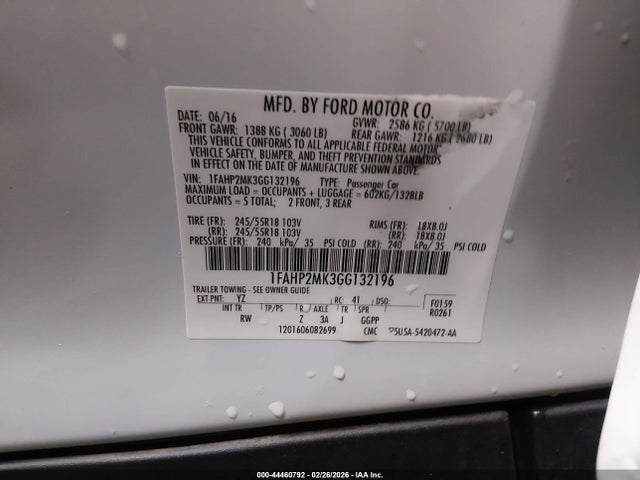 MFD. BY FORD MOTOR CO.
DATE: 06/16 GVWR: 2586 KG ( 5700 LB)
FRONT GAWR: 1388 KG ( 3060 LB) REAR GAWR: 1216 KG ( 2680 LB)
THIS VEHICLE CONFORMS TO ALL APPLICABLE FEDERAL MOTOR
VEHICLE SAFETY, BUMPER, AND THEFT PREVENTION STANDARDS
IN EFFECT ON THE DATE OF MANUFACTURE SHOWN ABOVE.
VIN: 1FAHP2MK3GG132196 TYPE: Passenger Car
MAXIMUM LOAD = OCCUPANTS + LUGGAGE = 602KG/1328LB
OCCUPANTS = 5 TOTAL; 2 FRONT, 3 REAR
TIRE (FR): 245/55R18 103V RIMS (FR): 18X8.0J
(RR): 245/55R18 103V (RR): 18X8.0J
PRESSURE (FR): 240 kPa/ 35 PSI COLD (RR): 240 kPa/ 35 PSI COLD
1FAHP2MK3GG132196
TRAILER TOWING - SEE OWNER GUIDE
EXT PNT: YZ RC: 41 DSO: F0159
INT TR TP/PS R AXLE TR SPR R0261
RW Z 3A J GGPP
1201606082699 CMC 5U5A-5420472-AA
000-44460792 - 02/26/2026 - IAA Inc.